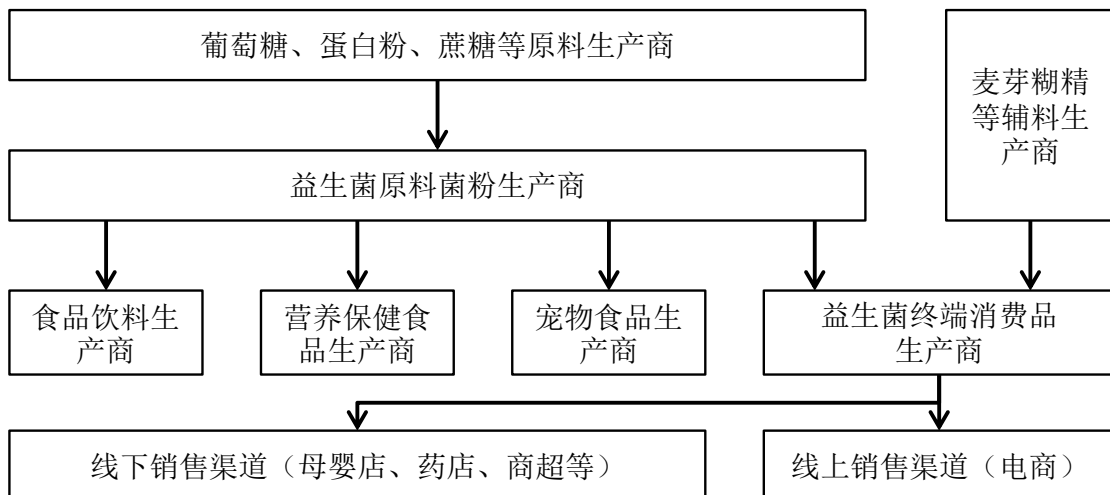 葡萄糖、蛋白粉、蔗糖等原料生产商
麦芽糊精
等辅料生
产商
益生菌原料菌粉生产商
食品饮料生
产商
营养保健食
品生产商
宠物食品生
产商
益生菌终端消费品
生产商
线下销售渠道（母婴店、药店、商超等）
线上销售渠道（电商）